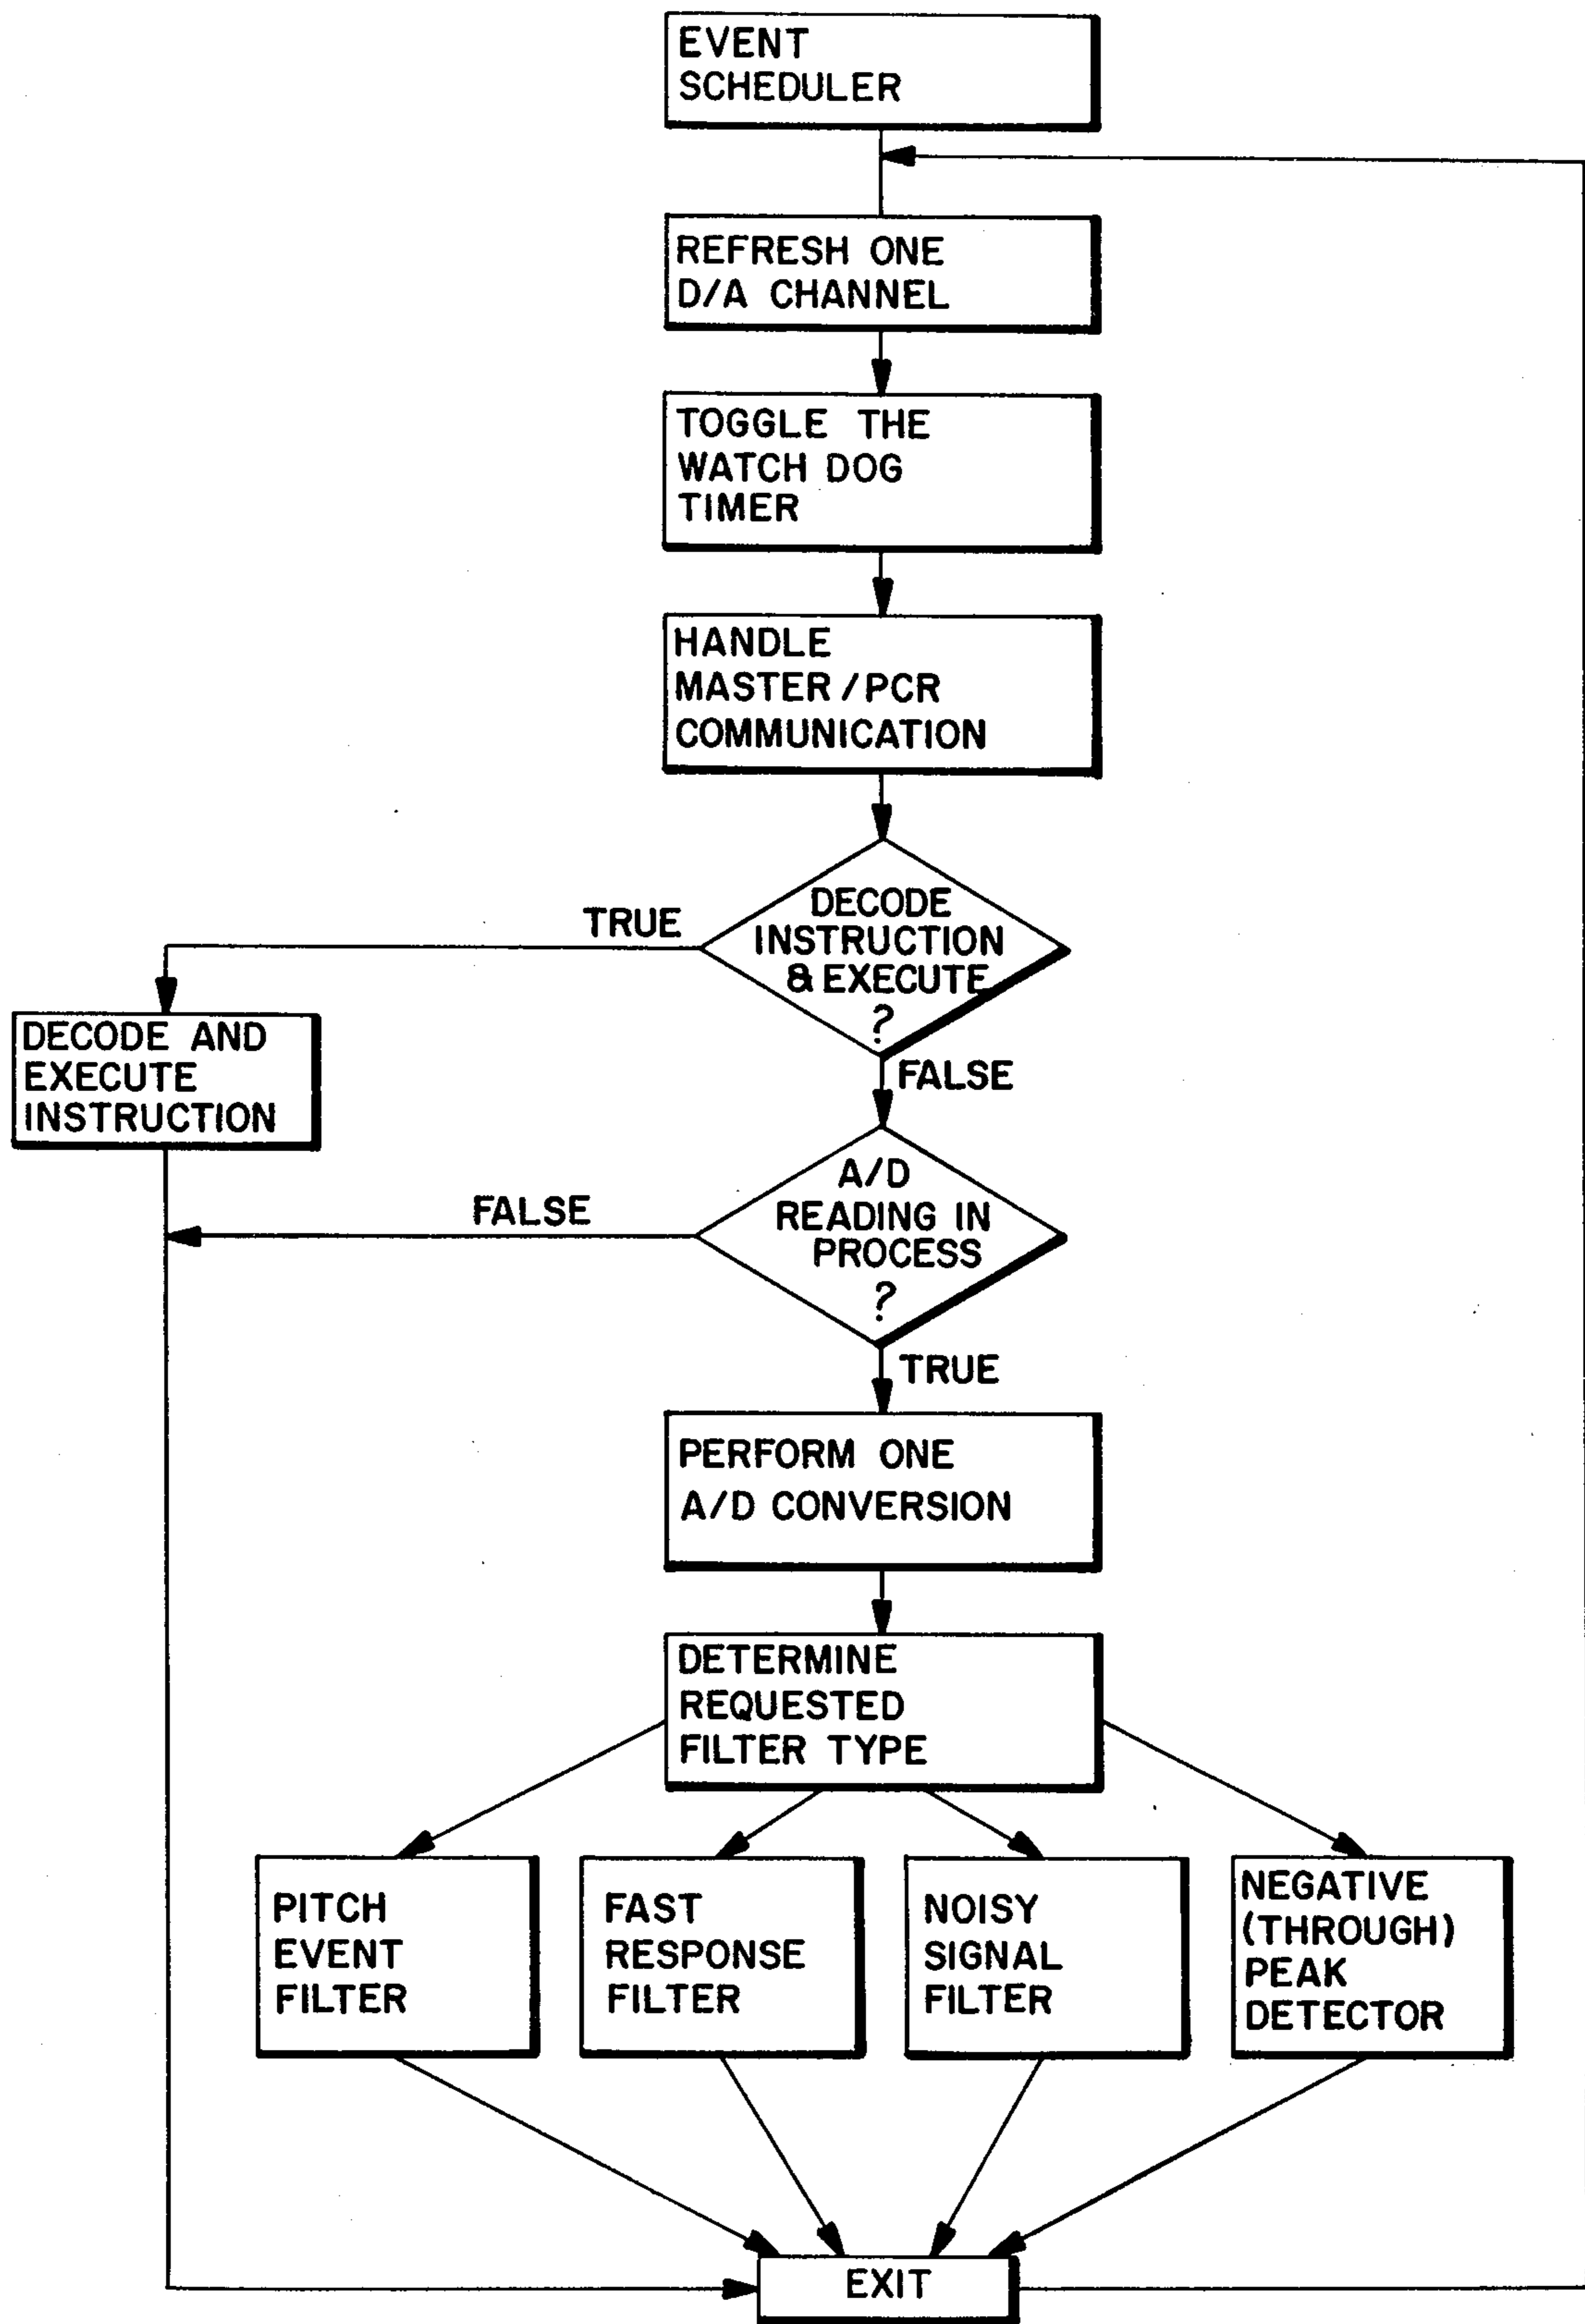 EVENT
SCHEDULER
REFRESH ONE
D/A CHANNEL
TOGGLE THE
WATCH DOG
TIMER
HANDLE
MASTER/PCR
COMMUNICATION
DECODE
INSTRUCTION
& EXECUTE
?
TRUE
DECODE AND
EXECUTE
INSTRUCTION
FALSE
A/D
READING IN
PROCESS
?
FALSE
TRUE
PERFORM ONE
A/D CONVERSION
DETERMINE
REQUESTED
FILTER TYPE
PITCH
EVENT
FILTER
FAST
RESPONSE
FILTER
NOISY
SIGNAL
FILTER
NEGATIVE
(THROUGH)
PEAK
DETECTOR
EXIT